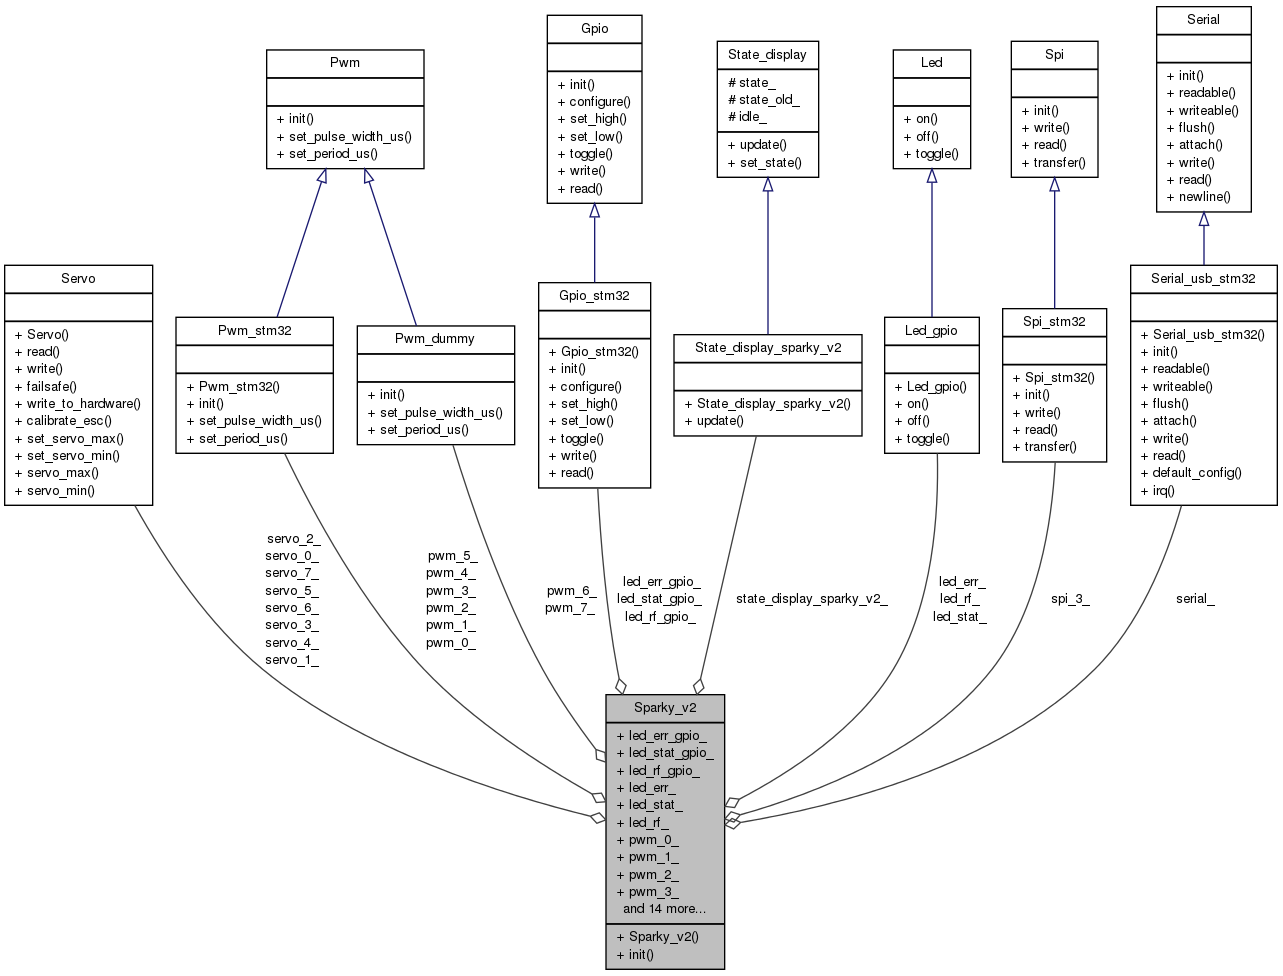 Serial
+ init()
+ readable()
+ writeable()
+ flush()
+ attach()
+ write()
+ read()
+ newline()
Gpio
+ init()
+ configure()
+ set_high()
+ set_low()
+ toggle()
+ write()
+ read()
State_display
# state_
# state_old_
# idle_
+ update()
+ set_state()
Spi
+ init()
+ write()
+ read()
+ transfer()
Pwm
+ init()
+ set_pulse_width_us()
+ set_period_us()
Led
+ on()
+ off()
+ toggle()
Servo
+ Servo()
+ read()
+ write()
+ failsafe()
+ write_to_hardware()
+ calibrate_esc()
+ set_servo_max()
+ set_servo_min()
+ servo_max()
+ servo_min()
Pwm_stm32
+ Pwm_stm32()
+ init()
+ set_pulse_width_us()
+ set_period_us()
Pwm_dummy
+ init()
+ set_pulse_width_us()
+ set_period_us()
Gpio_stm32
+ Gpio_stm32()
+ init()
+ configure()
+ set_high()
+ set_low()
+ toggle()
+ write()
+ read()
State_display_sparky_v2
+ State_display_sparky_v2()
+ update()
Led_gpio
+ Led_gpio()
+ on()
+ off()
+ toggle()
Spi_stm32
+ Spi_stm32()
+ init()
+ write()
+ read()
+ transfer()
Serial_usb_stm32
+ Serial_usb_stm32()
+ init()
+ readable()
+ writeable()
+ flush()
+ attach()
+ write()
+ read()
+ default_config()
+ irq()
servo_2_
servo_0_
servo_7_
servo_5_
servo_6_
servo_3_
servo_4_
servo_1_
pwm_5_
pwm_4_
pwm_3_
pwm_2_
pwm_1_
pwm_0_
pwm_6_
pwm_7_
led_err_gpio_
led_stat_gpio_
led_rf_gpio_
state_display_sparky_v2_
led_err_
led_rf_
led_stat_
spi_3_
serial_
Sparky_v2
+ led_err_gpio_
+ led_stat_gpio_
+ led_rf_gpio_
+ led_err_
+ led_stat_
+ led_rf_
+ pwm_0_
+ pwm_1_
+ pwm_2_
+ pwm_3_
and 14 more...
+ Sparky_v2()
+ init()